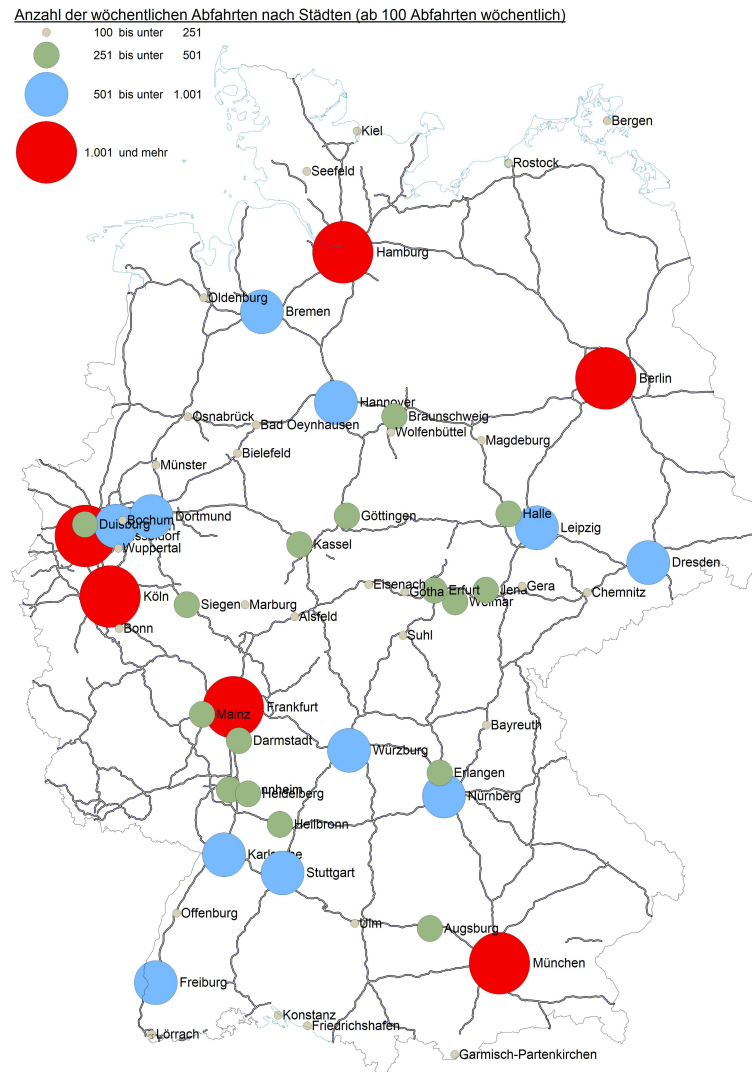 Anzahl der wöchentlichen Abfahrten nach Städten (ab 100 Abfahrten wöchentlich)
100 bis unter 251
251 bis unter 501
501 bis unter 1.001
1.001 und mehr
Kiel
Bergen
Rostock
Seefeld
Hamburg
Oldenburg
Bremen
Berlin
Hannover
Osnabrück
Braunschweig
Bad Oeynhausen
Wolfenbüttel
Magdeburg
Bielefeld
Münster
Halle
Göttingen
Duisburg
Bochum
Dortmund
Leipzig
Kassel
Wuppertal
Dresden
Eisenach
Gotha
Erfurt
Jena
Gera
Chemnitz
Köln
Siegen
Marburg
Weimar
Alsfeld
Bonn
Suhl
Frankfurt
Mainz
Bayreuth
Darmstadt
Würzburg
Erlangen
Heidelberg
Nürnberg
Heilbronn
Stuttgart
Offenburg
Ulm
Augsburg
München
Freiburg
Konstanz
Friedrichshafen
Lörrach
Garmisch-Partenkirchen